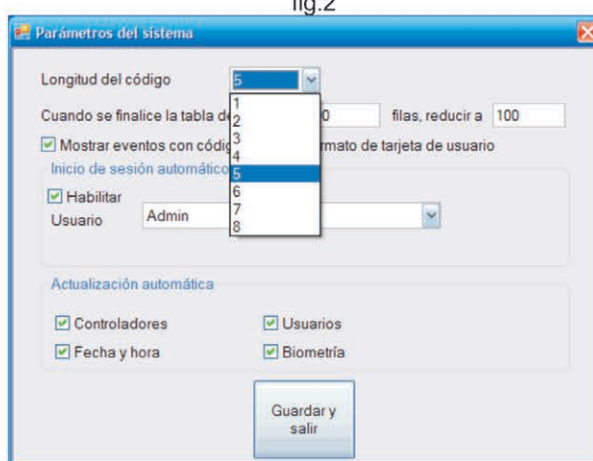 fig.2
Parámetros del sistema
Longitud del código 5
1
Cuando se finalice la tabla de 0 filas, reducir a 100
2
3
Mostrar eventos con códig rmato de tarjeta de usuario
4
Inicio de sesión automático
5
Habilitar
6
Usuario Admin
7
8
Actualización automática
Controladores Usuarios
Fecha y hora Biometría
Guardar y
salir